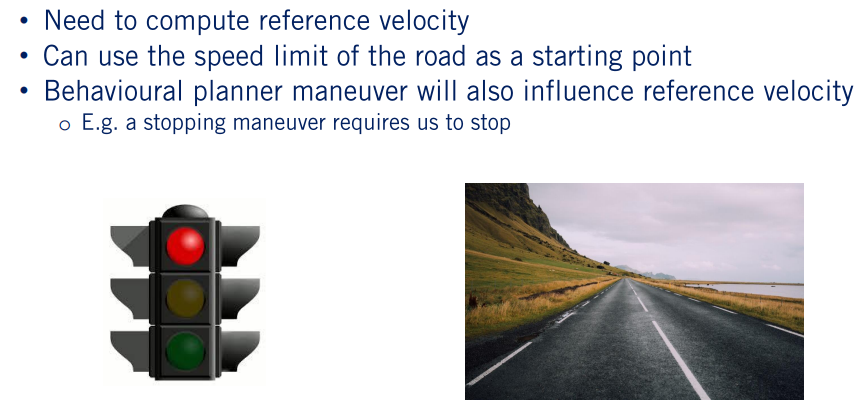 • Need to compute reference velocity
• Can use the speed limit of the road as a starting point
• Behavioural planner maneuver will also influence reference velocity
o E.g. a stopping maneuver requires us to stop